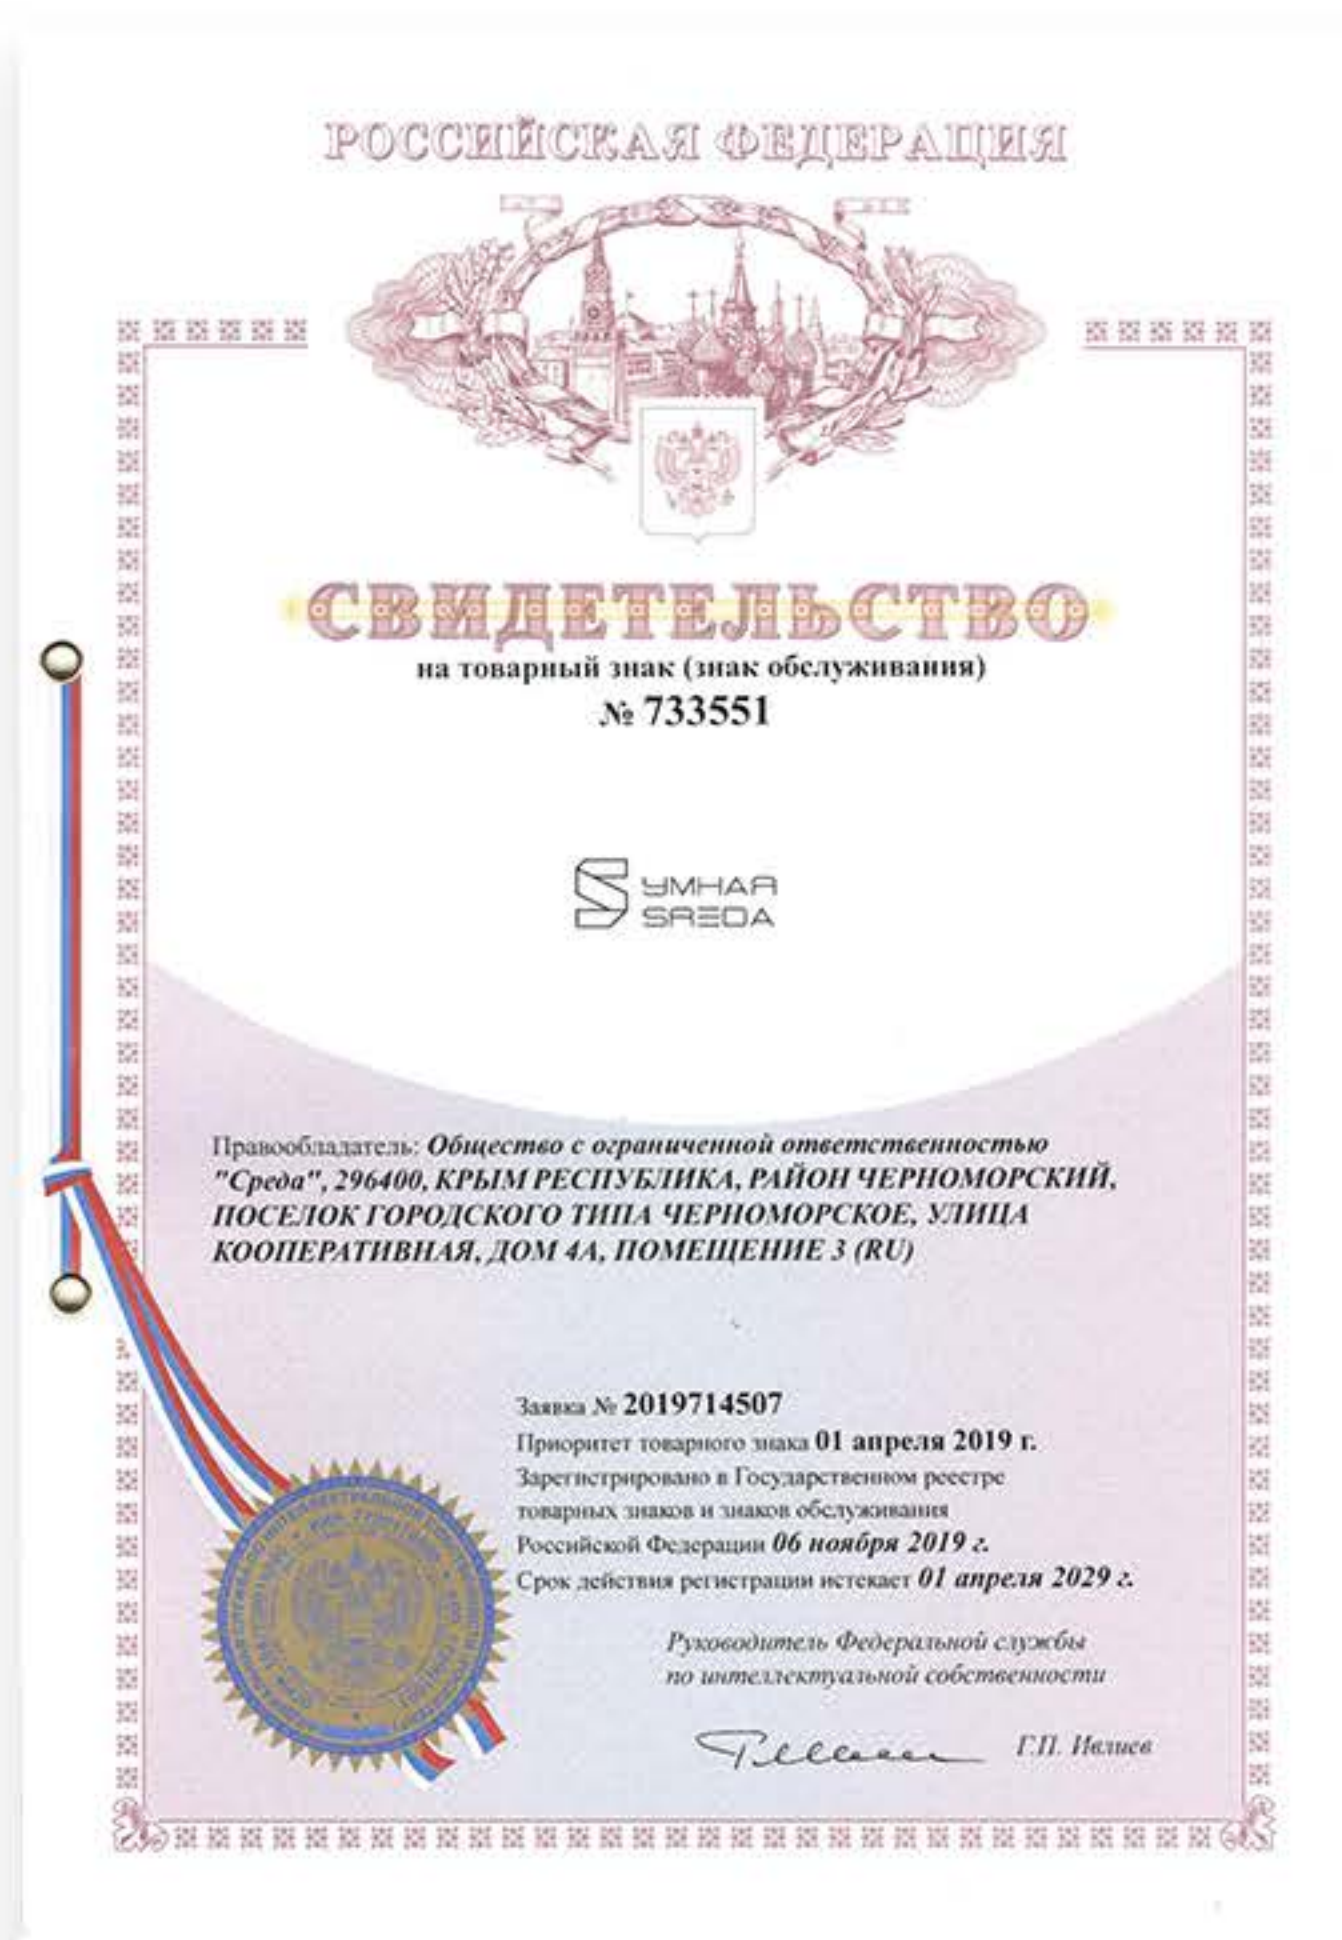 РОССИЙСКАЯ ФЕДЕРАЦИЯ
СВИДЕТЕЛЬСТВО
на товарный знак (знак обслуживания)
№ 733551
УМНАЯ
SREDA
Правообладатель: Общество с ограниченной ответственностью
"Среда", 296400, КРЫМ РЕСПУБЛИКА, РАЙОН ЧЕРНОМОРСКИЙ,
ПОСЕЛОК ГОРОДСКОГО ТИПА ЧЕРНОМОРСКОЕ, УЛИЦА
КООПЕРАТИВНАЯ, ДОМ 4А, ПОМЕЩЕНИЕ 3 (RU)
Заявка № 2019714507
Приоритет товарного знака 01 апреля 2019 г.
Зарегистрировано в Государственном реестре
товарных знаков и знаков обслуживания
Российской Федерации 06 ноября 2019 г.
Срок действия регистрации истекает 01 апреля 2029 г.
Руководитель Федеральной службы
по интеллектуальной собственности
Г.П. Ивлиев